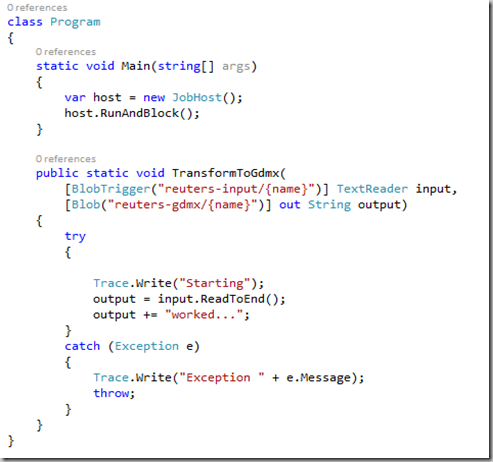 0 references
class Program
{
0 references
static void Main(string[] args)
{
var host = new JobHost();
host.RunAndBlock();
}
0 references
public static void TransformToGdmx(
[BlobTrigger("reuters-input/{name}")] TextReader input,
[Blob("reuters-gdmx/{name}")] out String output)
{
try
{
Trace.Write("Starting");
output = input.ReadToEnd();
output += "worked...";
}
catch (Exception e)
{
Trace.Write("Exception " + e.Message);
throw;
}
}
}